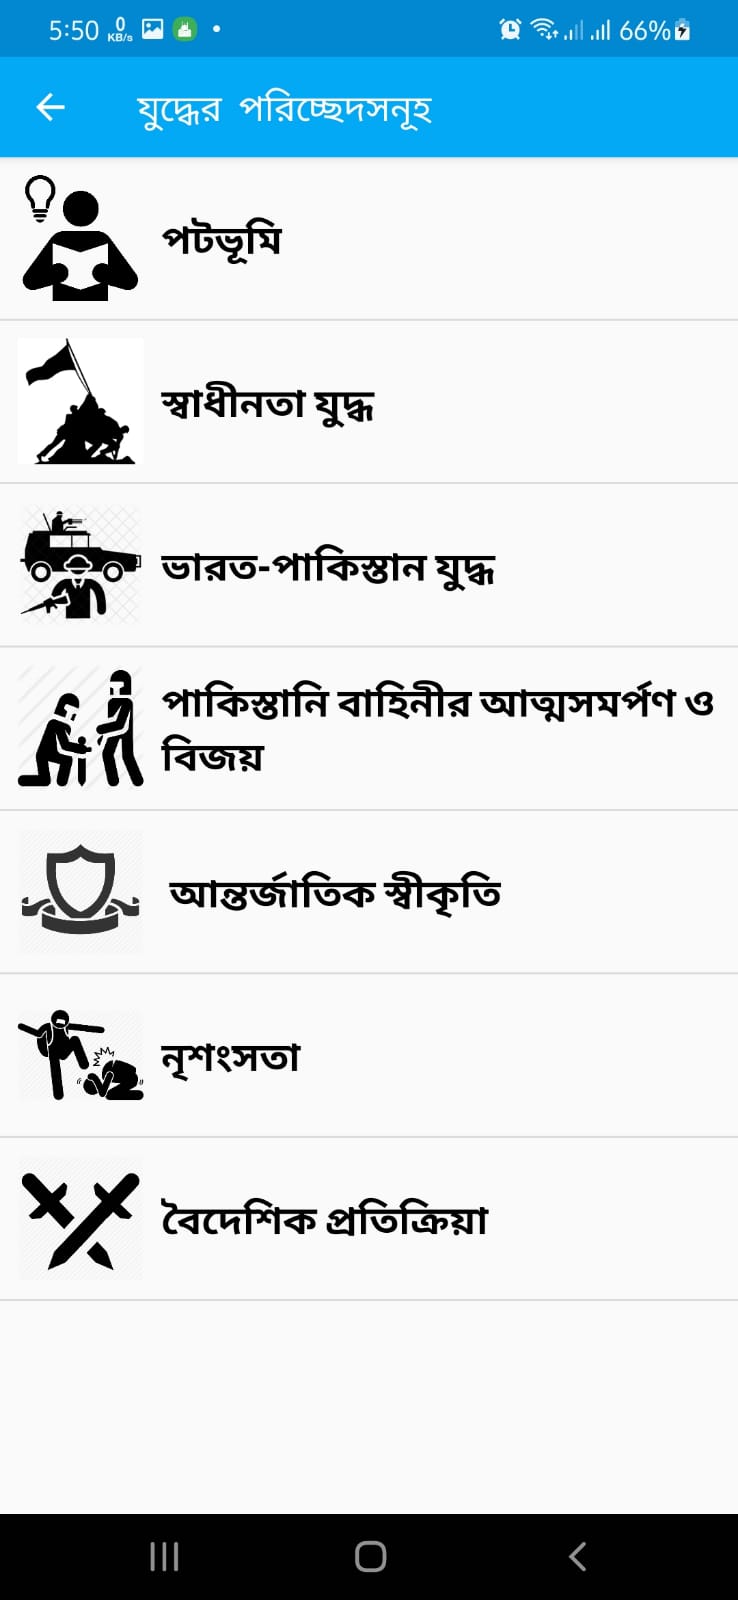 5:50 0 KB/s 66%
যুদ্ধের পরিচ্ছেদসনূহ
পটভূমি
স্বাধীনতা যুদ্ধ
ভারত-পাকিস্তান যুদ্ধ
পাকিস্তানি বাহিনীর আত্মসমর্পণ ও
বিজয়
আন্তর্জাতিক স্বীকৃতি
নৃশংসতা
বৈদেশিক প্রতিক্রিয়া